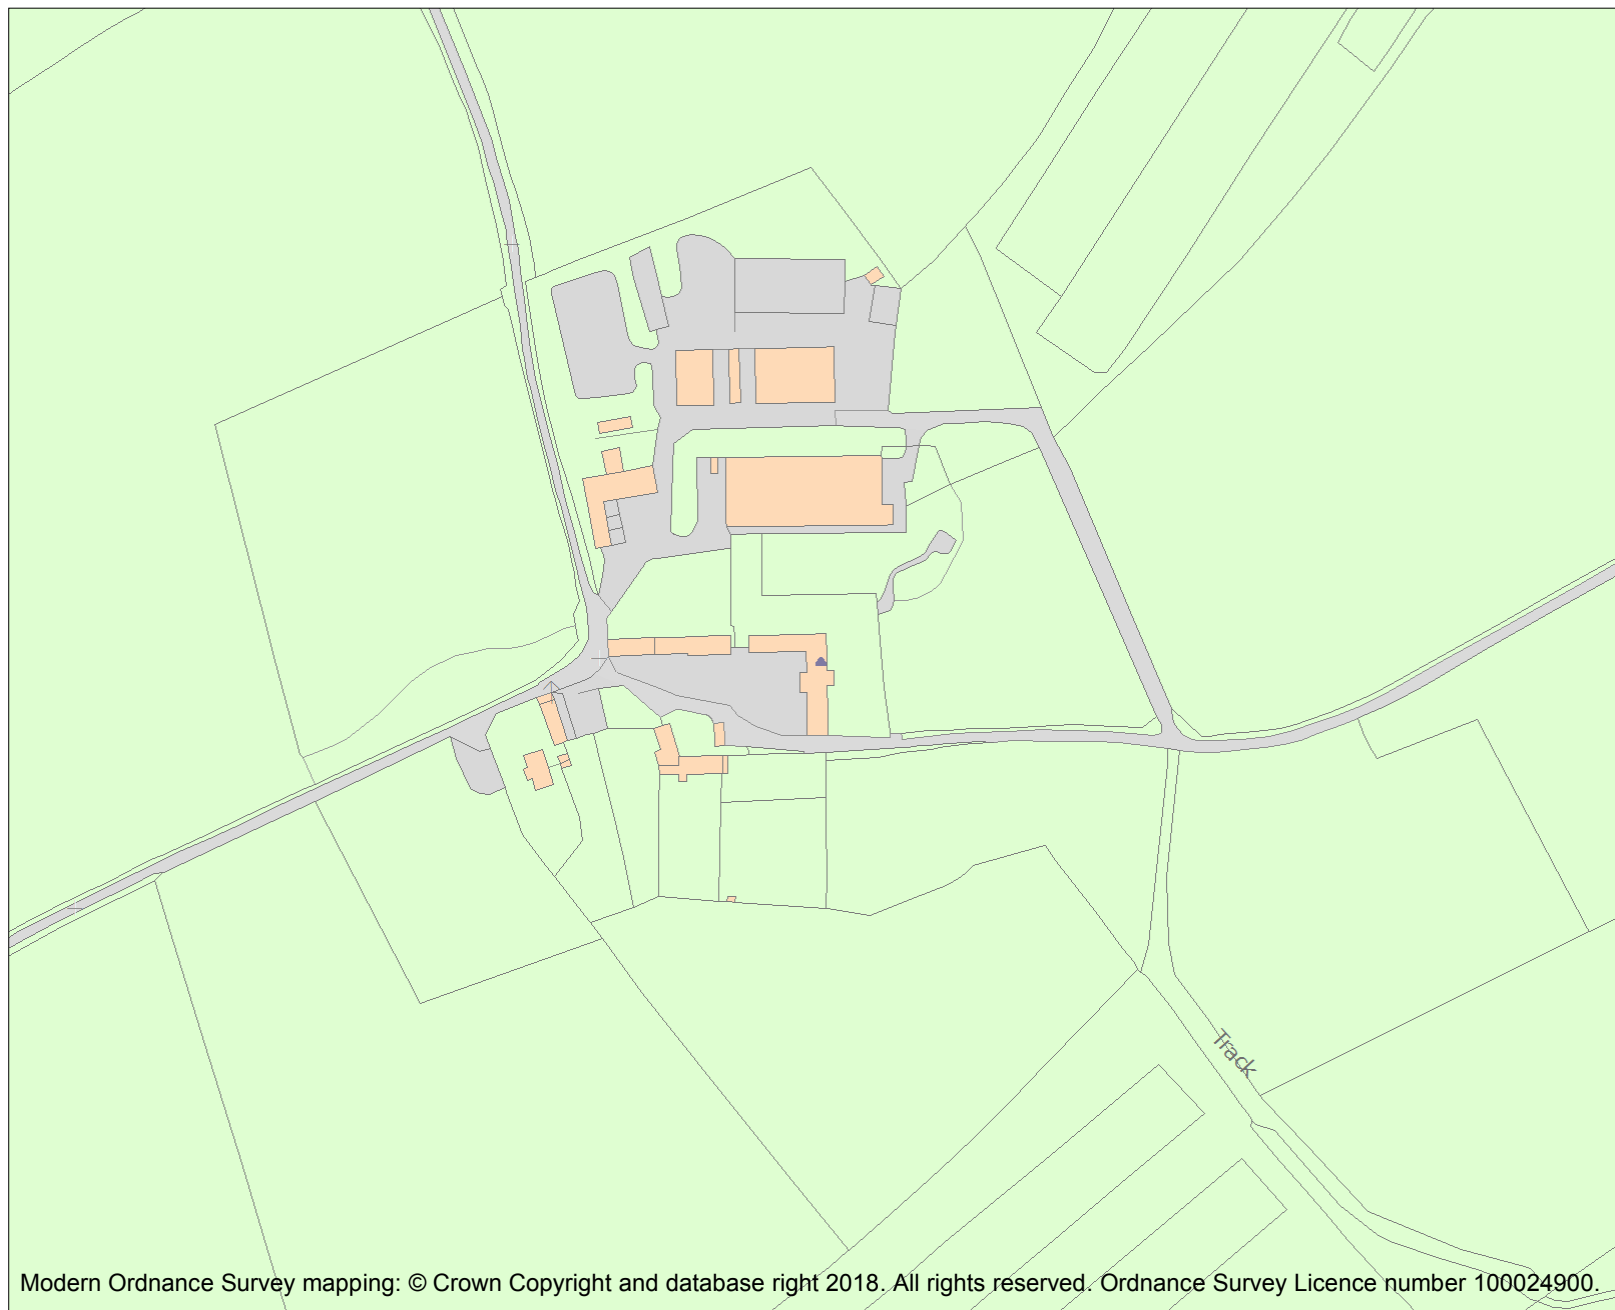 Track
Modern Ordnance Survey mapping: © Crown Copyright and database right 2018. All rights reserved. Ordnance Survey Licence number 100024900.